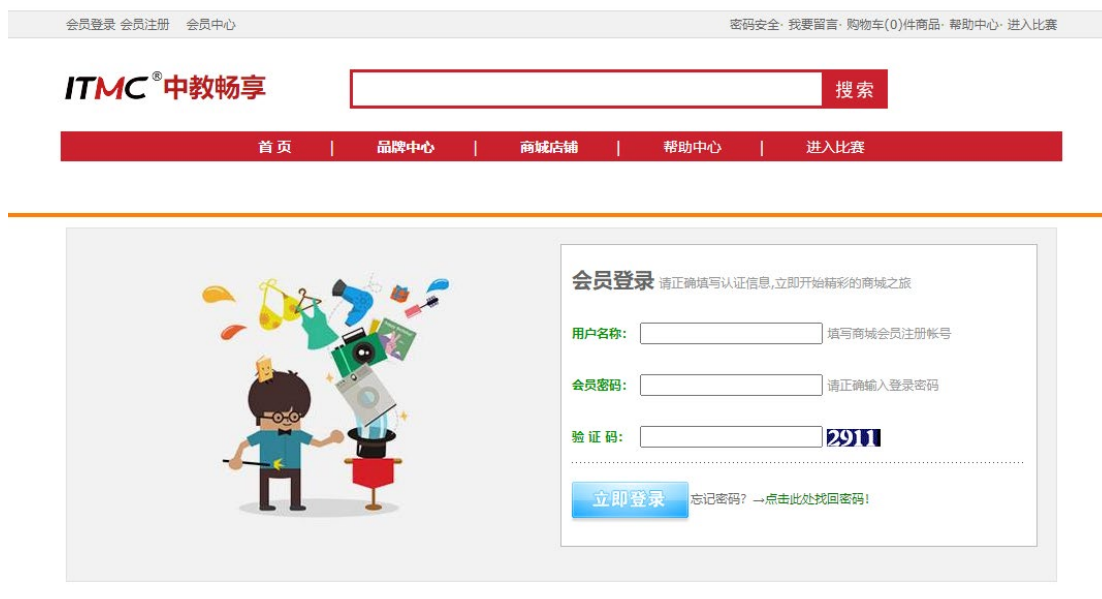 会员登录 会员注册 会员中心 密码安全· 我要留言· 购物车(0)件商品· 帮助中心· 进入比赛
ITMC®中教畅享 搜索
首页 | 品牌中心 | 商城店铺 | 帮助中心 | 进入比赛
会员登录 请正确填写认证信息,立即开始精彩的商城之旅
用户名称: 填写商城会员注册帐号
会员密码: 请正确输入登录密码
验 证 码: 2911
立即登录 忘记密码? →点击此处找回密码!